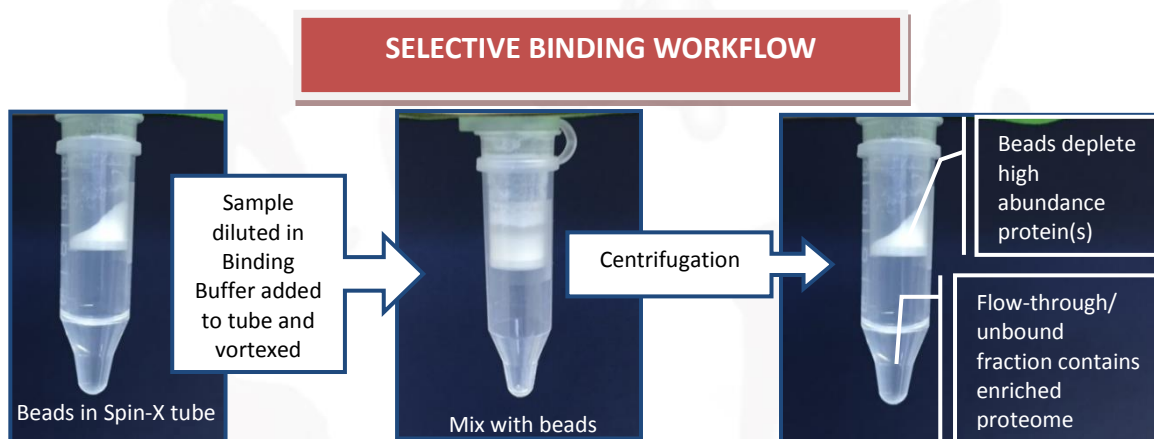 SELECTIVE BINDING WORKFLOW
Sample
diluted in
Binding
Buffer added
to tube and
vortexed
Beads in Spin-X tube
Centrifugation
Mix with beads
Beads deplete
high
abundance
protein(s)
Flow-through/
unbound
fraction contains
enriched
proteome